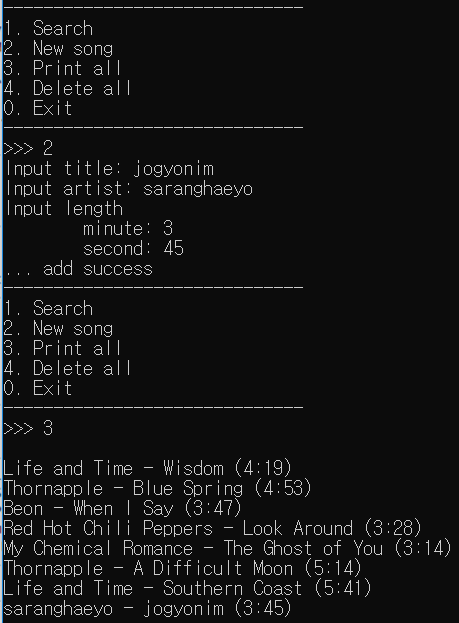 ------------------------------
1. Search
2. New song
3. Print all
4. Delete all
0. Exit
------------------------------
>>> 2
Input title: jogyonim
Input artist: saranghaeyo
Input length
        minute: 3
        second: 45
... add success
------------------------------
1. Search
2. New song
3. Print all
4. Delete all
0. Exit
------------------------------
>>> 3

Life and Time - Wisdom (4:19)
Thornapple - Blue Spring (4:53)
Beon - When I Say (3:47)
Red Hot Chili Peppers - Look Around (3:28)
My Chemical Romance - The Ghost of You (3:14)
Thornapple - A Difficult Moon (5:14)
Life and Time - Southern Coast (5:41)
saranghaeyo - jogyonim (3:45)